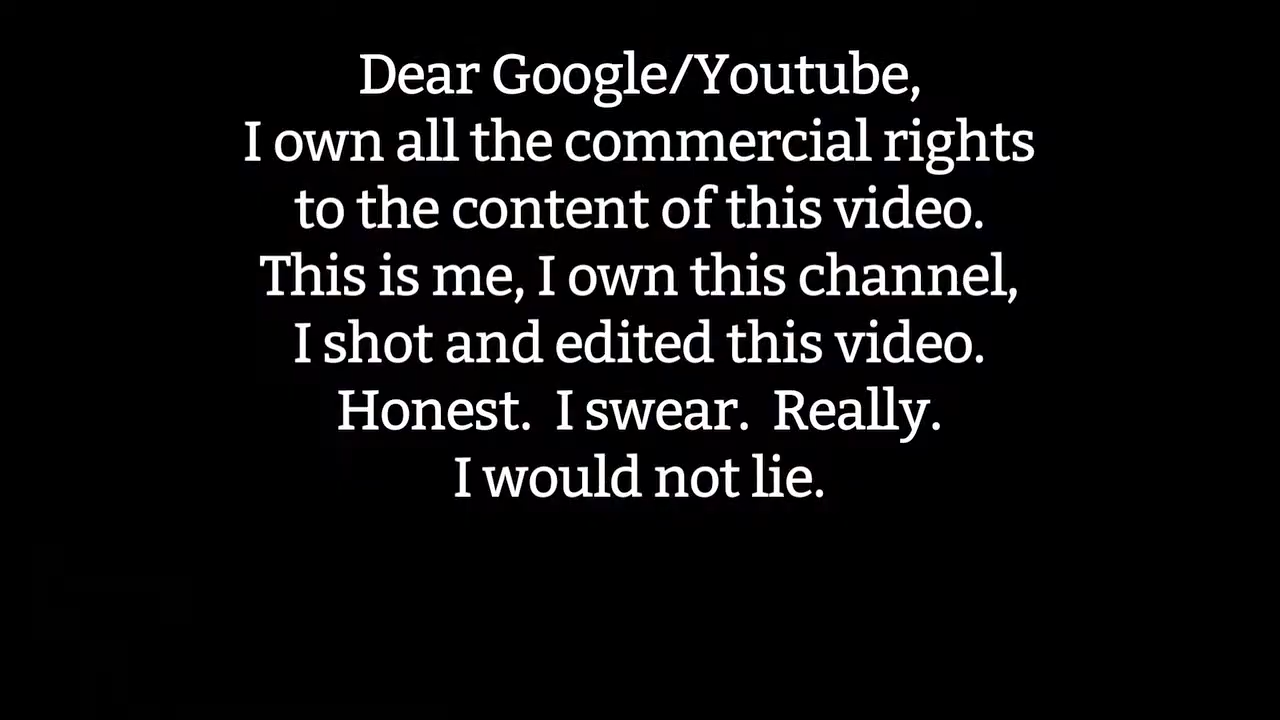 Dear Google/Youtube,
I own all the commercial rights
to the content of this video.
This is me, I own this channel,
I shot and edited this video.
Honest.  I swear.  Really.
I would not lie.